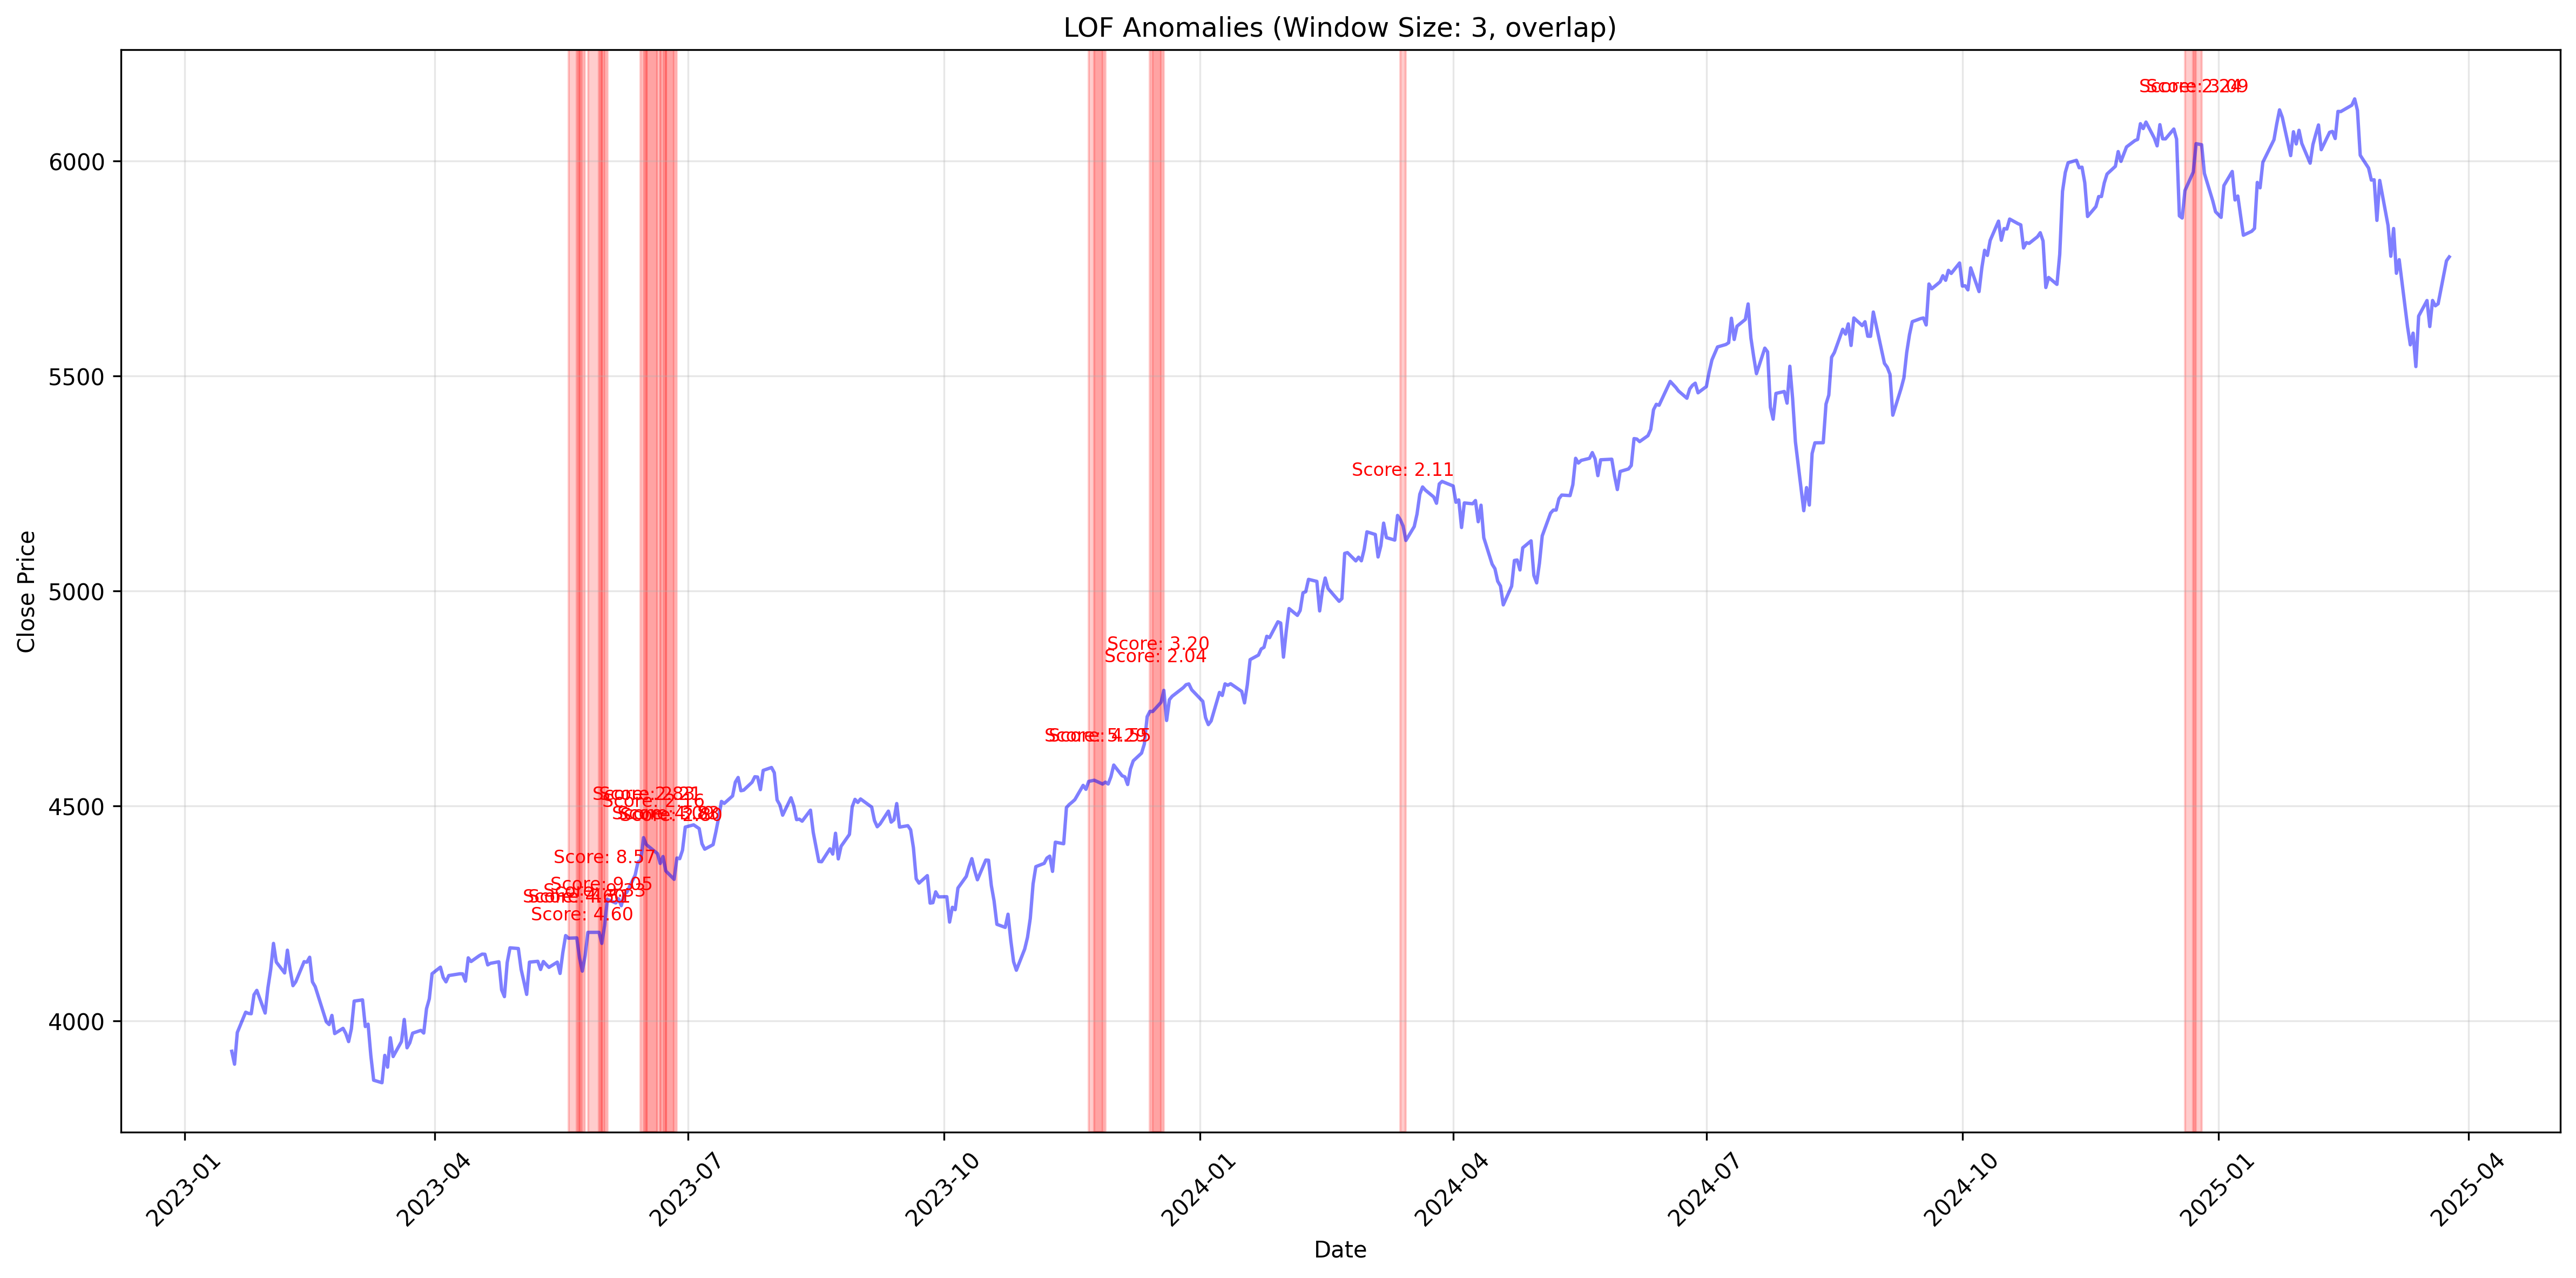 LOF Anomalies (Window Size: 3, overlap)
Close Price
6000
5500
5000
4500
4000
Score: 2.11
Score: 3.20
Score: 2.04
Score: 8.57
Score: 9.05
Score: 4.60
2023-01
2023-04
2023-07
2023-10
2024-01
2024-04
2024-07
2024-10
2025-01
2025-04
Date